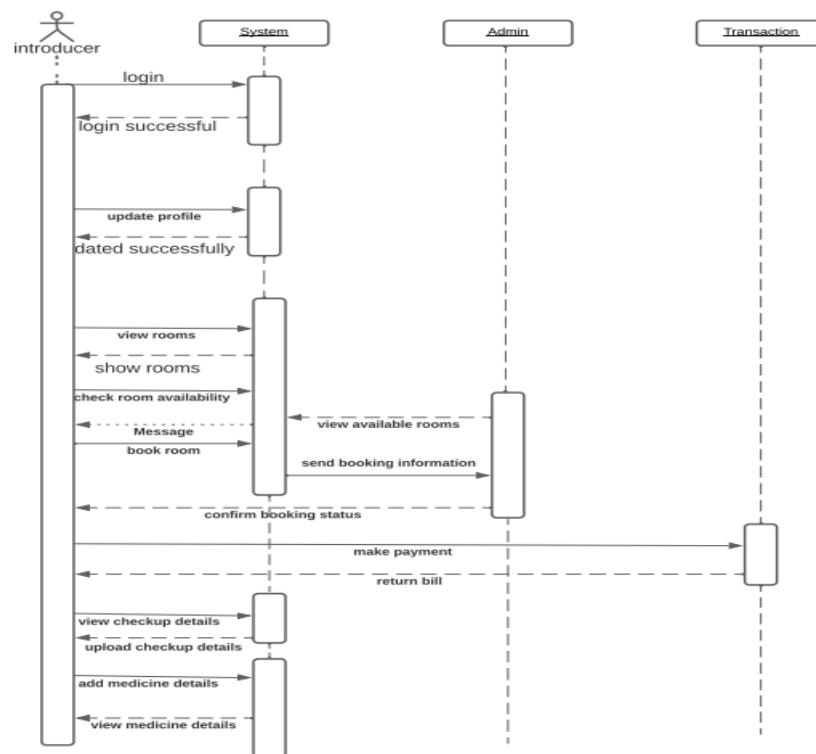 System
Admin
Transaction
introducer
login
login successful
update profile
dated successfully
view rooms
show rooms
check room availability
view available rooms
Message
book room
send booking information
confirm booking status
make payment
return bill
view checkup details
upload checkup details
add medicine details
view medicine details